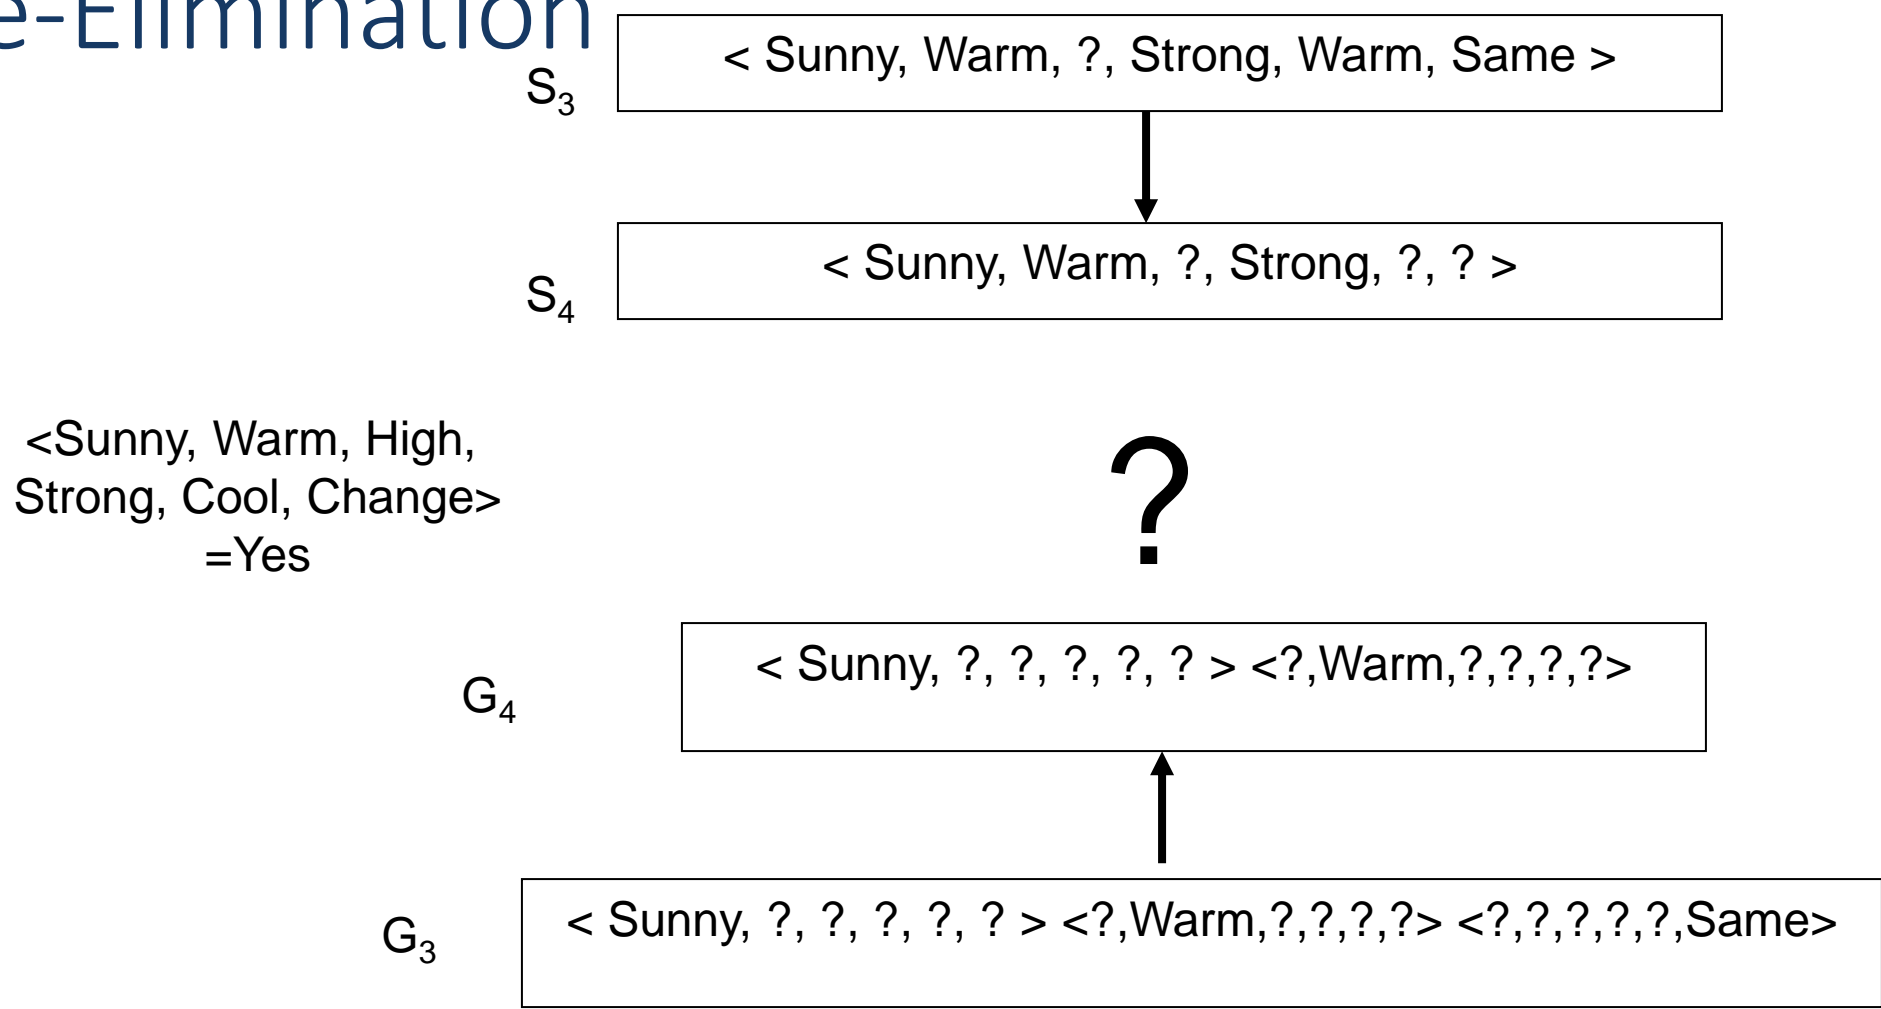 e-Elimination
< Sunny, Warm, ?, Strong, Warm, Same >
S₃
< Sunny, Warm, ?, Strong, ?, ? >
S₄
<Sunny, Warm, High,
Strong, Cool, Change>
=Yes
?
< Sunny, ?, ?, ?, ?, ? > <?,Warm,?,?,?,?>
G₄
< Sunny, ?, ?, ?, ?, ? > <?,Warm,?,?,?,?> <?,?,?,?,?,Same>
G₃